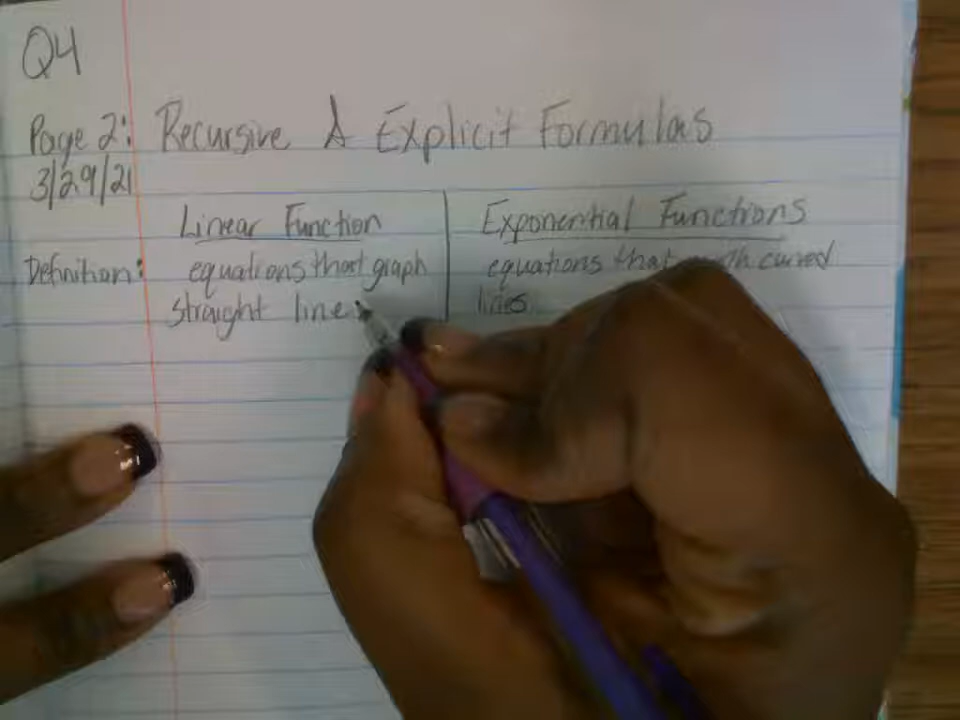 Q4
Page 2: Recursive & Explicit Formulas
3/29/21
Linear Function Exponential Functions
Definition: equations that graph equations that curved
straight line lines.